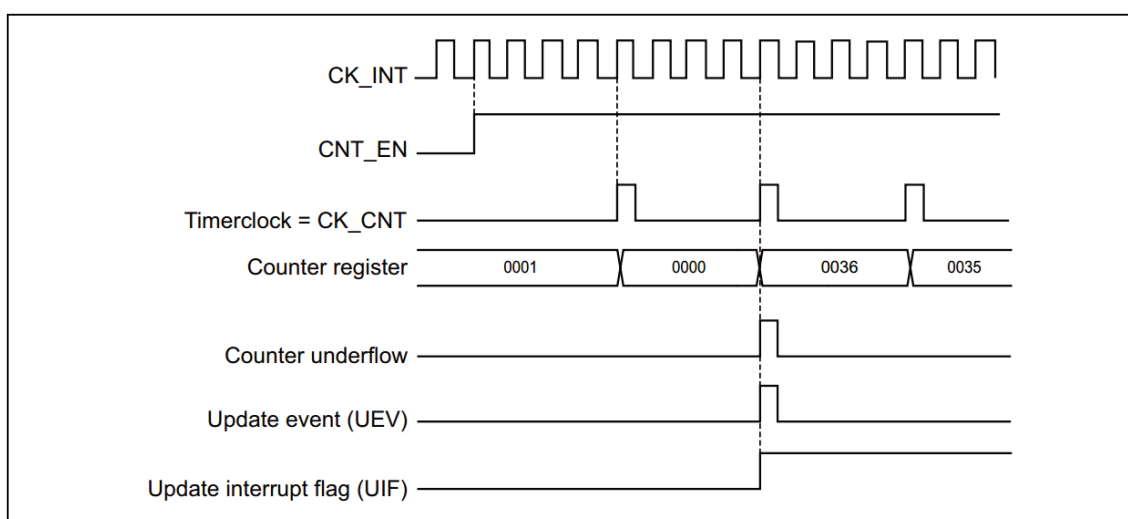 CK_INT
CNT_EN
Timerclock = CK_CNT
Counter register 0001 0000 0036 0035
Counter underflow
Update event (UEV)
Update interrupt flag (UIF)